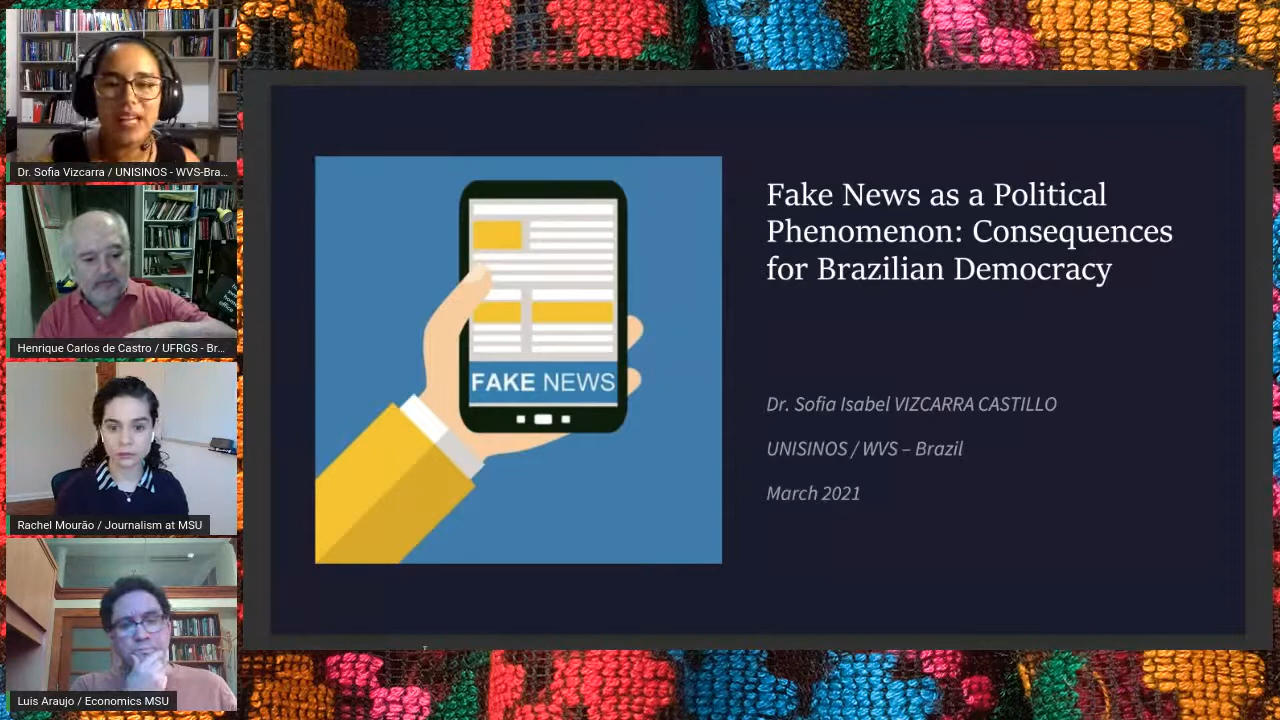 Dr. Sofia Vizcarra / UNISINOS - WVS-Bra...
Henrique Carlos de Castro / UFRGS - Br...
Rachel Mourão / Journalism at MSU
Luis Araujo / Economics MSU
FAKE NEWS
Fake News as a Political
Phenomenon: Consequences
for Brazilian Democracy
Dr. Sofia Isabel VIZCARRA CASTILLO
UNISINOS / WVS – Brazil
March 2021
home
office